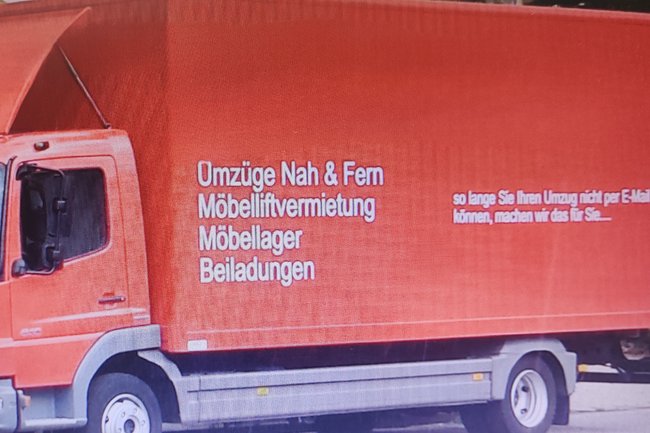 Umzüge Nah & Fern
Möbelliftvermietung
Möbellager
Beiladungen
so lange Sie Ihren Umzug nicht per E-Mail
können, machen wir das für Sie....